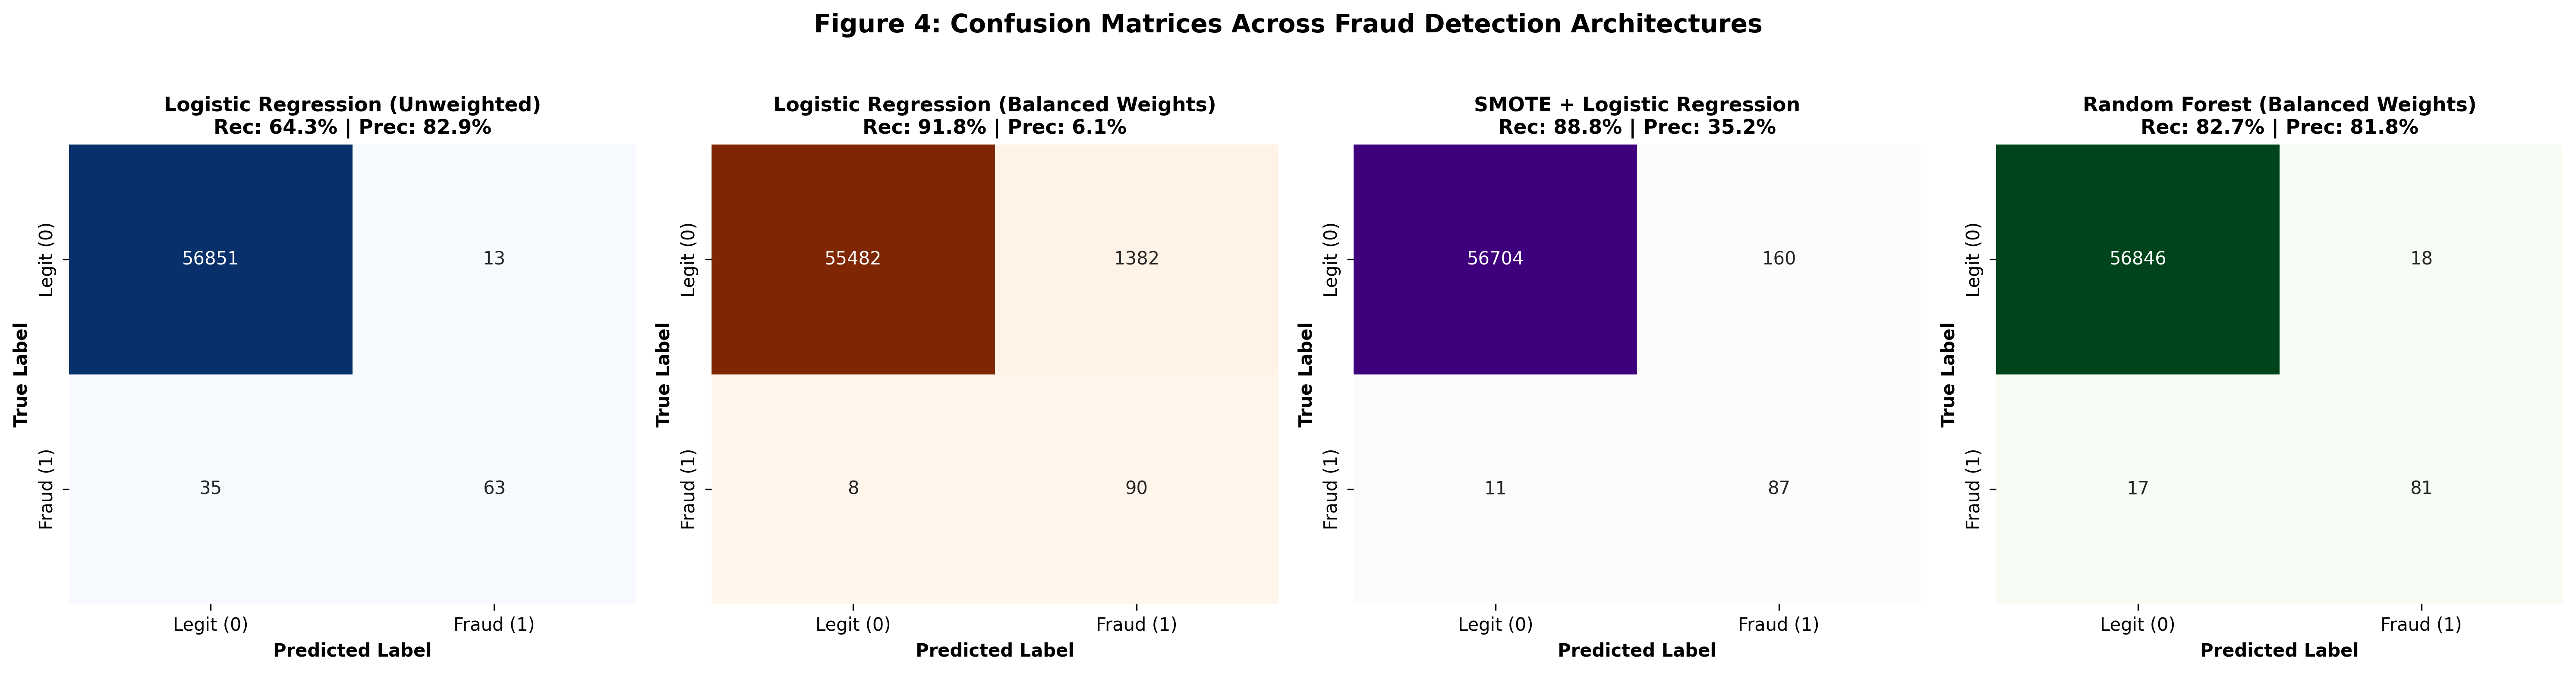 Figure 4: Confusion Matrices Across Fraud Detection Architectures
Logistic Regression (Unweighted)
Rec: 64.3% | Prec: 82.9%
True Label
Legit (0)
Fraud (1)
56851
13
35
63
Legit (0)
Fraud (1)
Predicted Label
Logistic Regression (Balanced Weights)
Rec: 91.8% | Prec: 6.1%
True Label
Legit (0)
Fraud (1)
55482
1382
8
90
Legit (0)
Fraud (1)
Predicted Label
SMOTE + Logistic Regression
Rec: 88.8% | Prec: 35.2%
True Label
Legit (0)
Fraud (1)
56704
160
11
87
Legit (0)
Fraud (1)
Predicted Label
Random Forest (Balanced Weights)
Rec: 82.7% | Prec: 81.8%
True Label
Legit (0)
Fraud (1)
56846
18
17
81
Legit (0)
Fraud (1)
Predicted Label